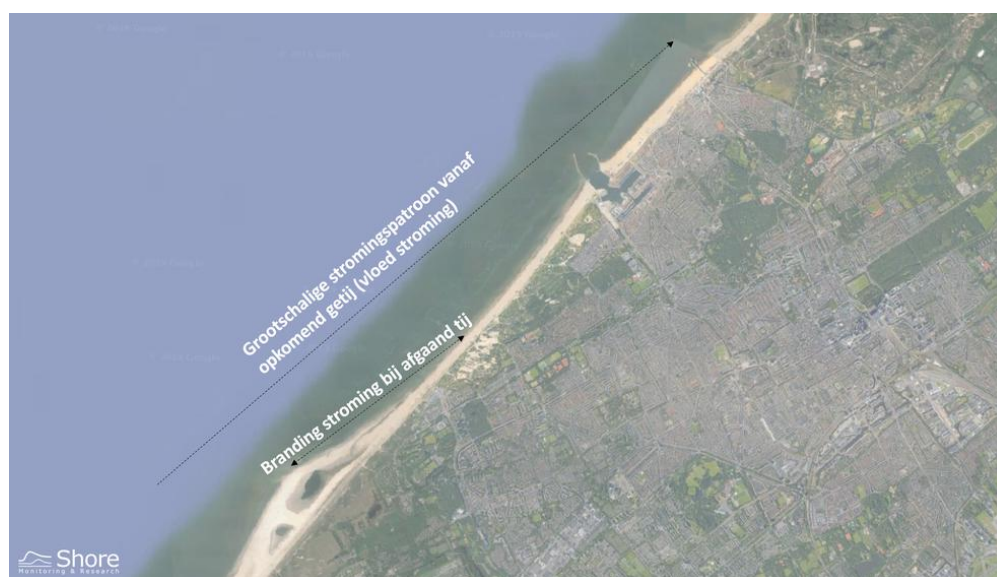 Grootschalige stromingspatroon vanaf
opkomend getij (vloed stroming)
Branding stroming bij afgaand tij
Shore
Monitoring & Research